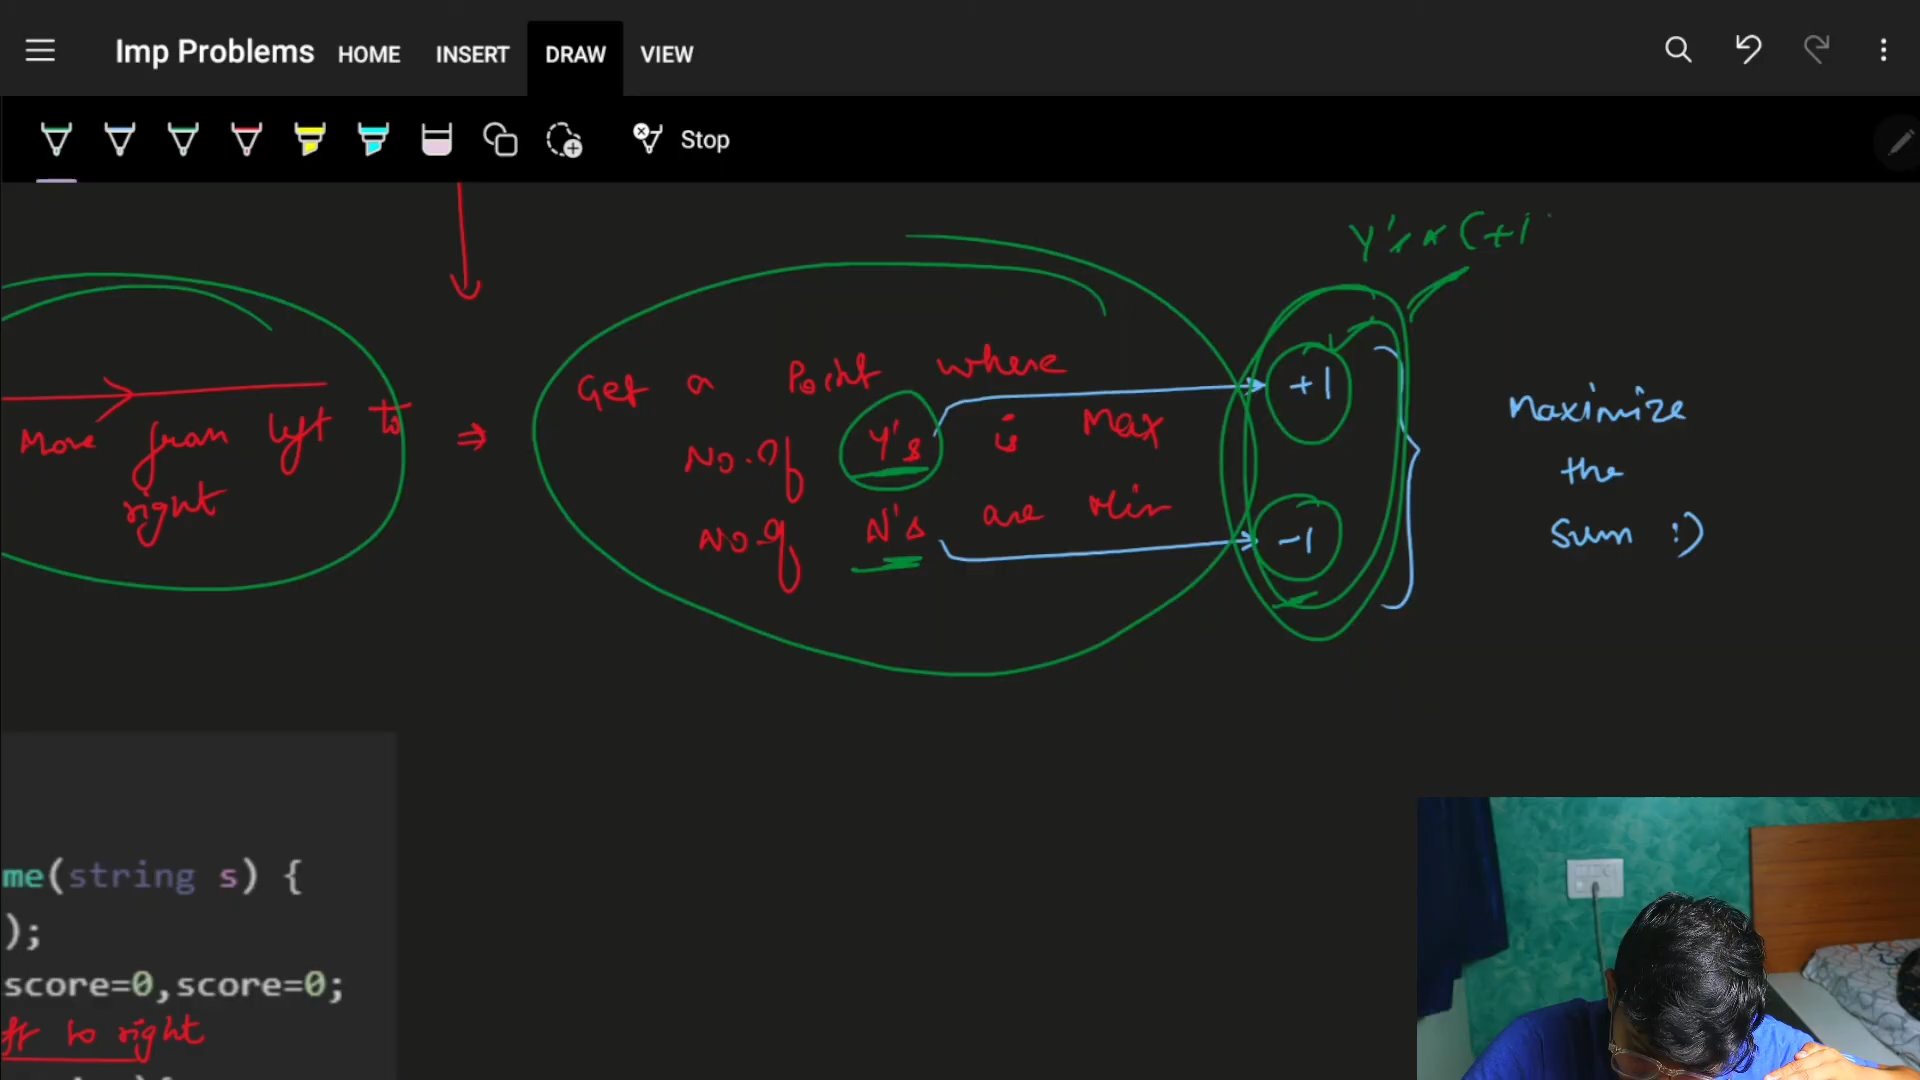 Imp Problems HOME INSERT DRAW VIEW
Stop
Y's * (+1
Get a Point where
No. of Y's is Max
No. of N's are Min
+1
-1
Move from left to
right
⇒
Maximize
the
Sum :)
me(string s) {
);
score=0,score=0;
ft to right